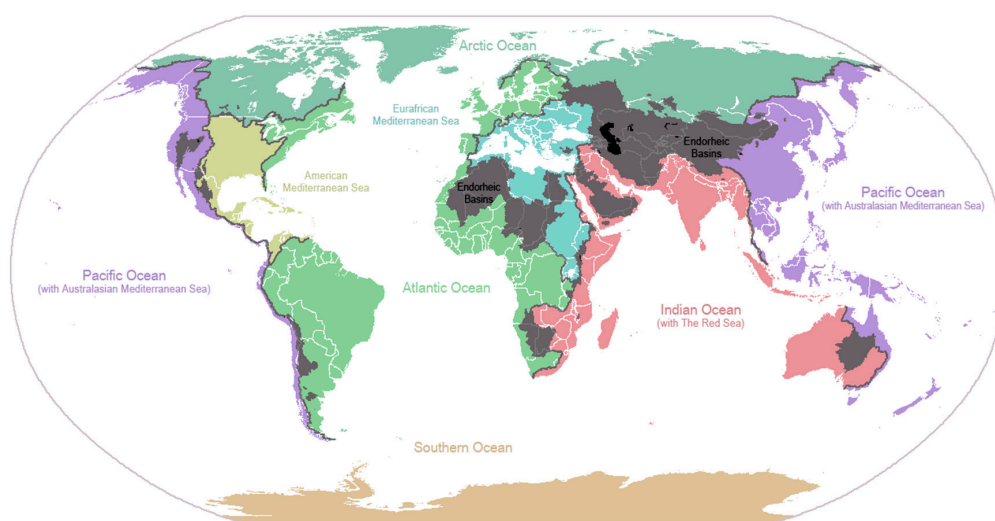 Arctic Ocean
Eurafrican
Mediterranean Sea
Endorheic
Basins
American
Mediterranean Sea
Endorheic
Basins
Pacific Ocean
(with Australasian Mediterranean Sea)
Pacific Ocean
(with Australasian Mediterranean Sea)
Atlantic Ocean
Indian Ocean
(with The Red Sea)
Southern Ocean